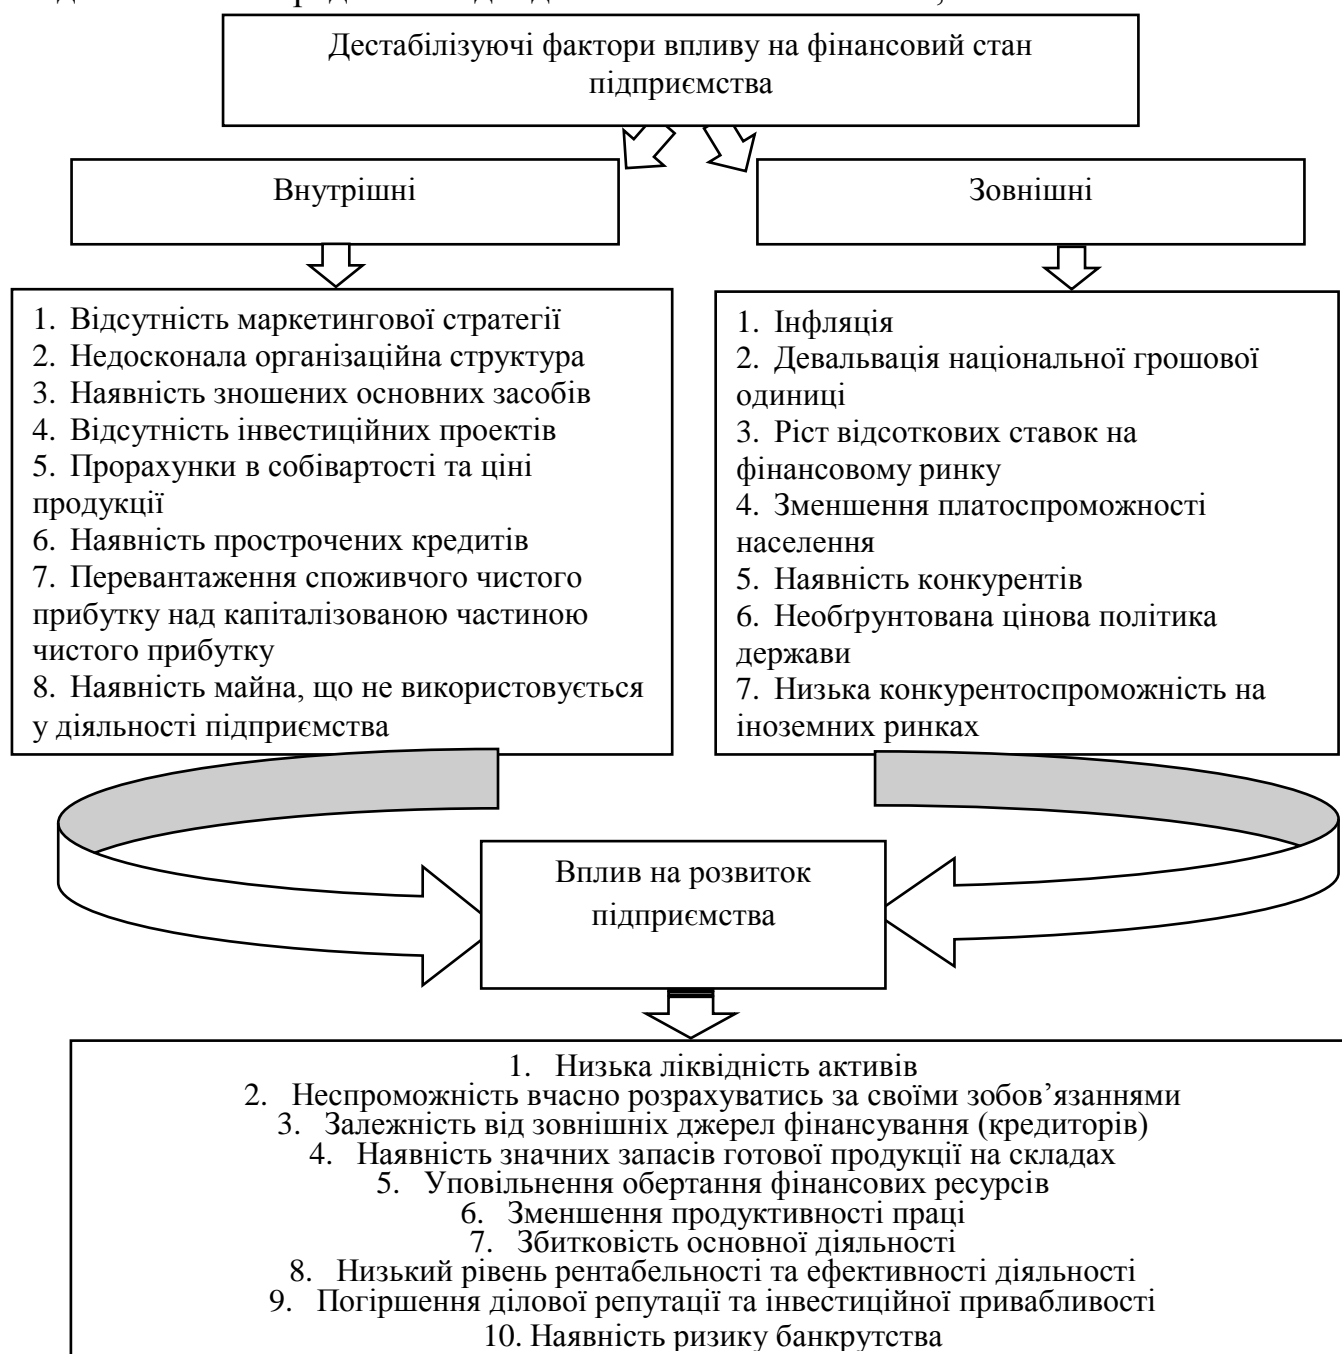 Дестабілізуючі фактори впливу на фінансовий стан
підприємства
Внутрішні
Зовнішні
1. Відсутність маркетингової стратегії
2. Недосконала організаційна структура
3. Наявність зношених основних засобів
4. Відсутність інвестиційних проектів
5. Прорахунки в собівартості та ціні
продукції
6. Наявність прострочених кредитів
7. Перевантаження споживчого чистого
прибутку над капіталізованою частиною
чистого прибутку
8. Наявність майна, що не використовується
у діяльності підприємства
1. Інфляція
2. Девальвація національної грошової
одиниці
3. Ріст відсоткових ставок на
фінансовому ринку
4. Зменшення платоспроможності
населення
5. Наявність конкурентів
6. Необґрунтована цінова політика
держави
7. Низька конкурентоспроможність на
іноземних ринках
Вплив на розвиток
підприємства
1. Низька ліквідність активів
2. Неспроможність вчасно розрахуватись за своїми зобов’язаннями
3. Залежність від зовнішніх джерел фінансування (кредиторів)
4. Наявність значних запасів готової продукції на складах
5. Уповільнення обертання фінансових ресурсів
6. Зменшення продуктивності праці
7. Збитковість основної діяльності
8. Низький рівень рентабельності та ефективності діяльності
9. Погіршення ділової репутації та інвестиційної привабливості
10. Наявність ризику банкрутства